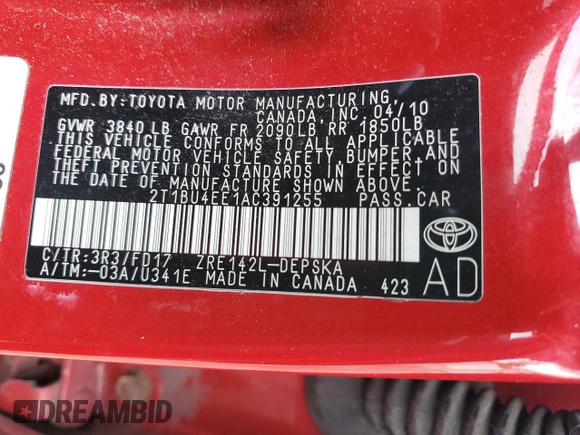 MFD.BY:TOYOTA MOTOR MANUFACTURING
CANADA,INC. 04/10
GVWR 3840 LB GAWR FR 2090LB RR 1850LB
THIS VEHICLE CONFORMS TO ALL APPLICABLE
FEDERAL MOTOR VEHICLE SAFETY,BUMPER,AND
THEFT PREVENTION STANDARDS IN EFFECT ON
THE DATE OF MANUFACTURE SHOWN ABOVE.
2T1BU4EE1AC391255 PASS.CAR
C/TR:3R3/FD17 ZRE142L-DEPSKA
A/TM:-03A/U341E MADE IN CANADA 423
TOYOTA
AD
DREAMBID